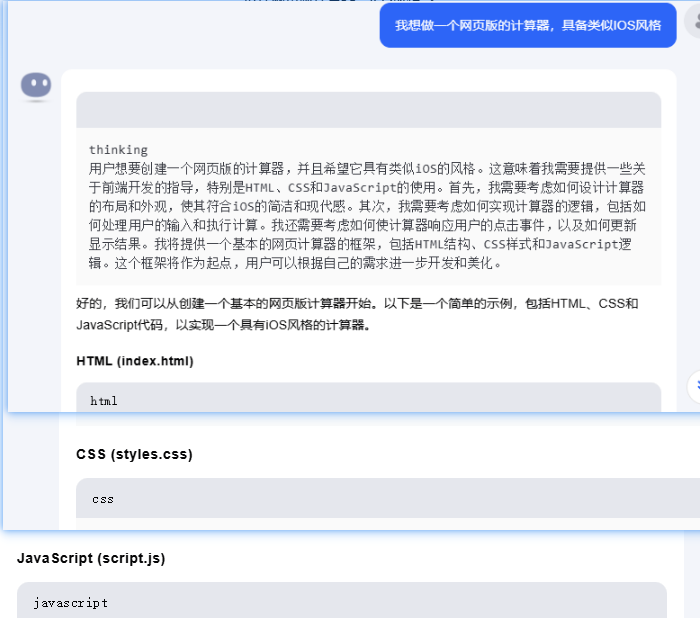 我想做一个网页版的计算器，具备类似IOS风格
thinking
用户想要创建一个网页版的计算器，并且希望它具有类似iOS的风格。这意味着我需要提供一些关
于前端开发的指导，特别是HTML、CSS和JavaScript的使用。首先，我需要考虑如何设计计算器
的布局和外观，使其符合iOS的简洁和现代感。其次，我需要考虑如何实现计算器的逻辑，包括如
何处理用户的输入和执行计算。我还需要考虑如何使计算器响应用户的点击事件，以及如何更新
显示结果。我将提供一个基本的网页计算器的框架，包括HTML结构、CSS样式和JavaScript逻
辑。这个框架将作为起点，用户可以根据自己的需求进一步开发和美化。
好的，我们可以从创建一个基本的网页版计算器开始。以下是一个简单的示例，包括HTML、CSS和
JavaScript代码，以实现一个具有iOS风格的计算器。
HTML (index.html)
html
CSS (styles.css)
css
JavaScript (script.js)
javascript